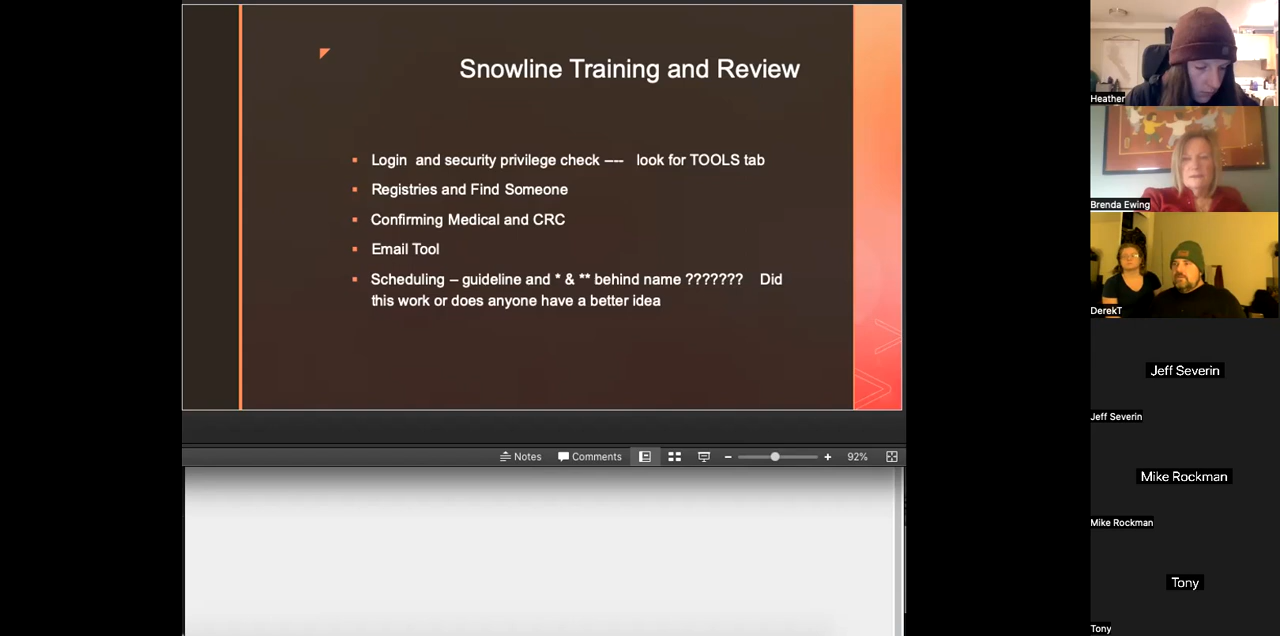 Snowline Training and Review
Login and security privilege check –-- look for TOOLS tab
Registries and Find Someone
Confirming Medical and CRC
Email Tool
Scheduling – guideline and * & ** behind name ??????? Did
this work or does anyone have a better idea
Notes
Comments
92%
Heather
Brenda Ewing
DerekT
Jeff Severin
Jeff Severin
Mike Rockman
Mike Rockman
Tony
Tony